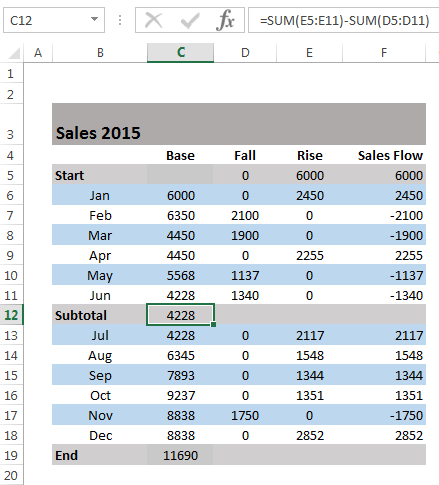 C12 =SUM(E5:E11)-SUM(D5:D11)
A B C D E F
1
2
3 Sales 2015
4 Base Fall Rise Sales Flow
5 Start 0 6000 6000
6 Jan 6000 0 2450 2450
7 Feb 6350 2100 0 -2100
8 Mar 4450 1900 0 -1900
9 Apr 4450 0 2255 2255
10 May 5568 1137 0 -1137
11 Jun 4228 1340 0 -1340
12 Subtotal 4228
13 Jul 4228 0 2117 2117
14 Aug 6345 0 1548 1548
15 Sep 7893 0 1344 1344
16 Oct 9237 0 1351 1351
17 Nov 8838 1750 0 -1750
18 Dec 8838 0 2852 2852
19 End 11690
20